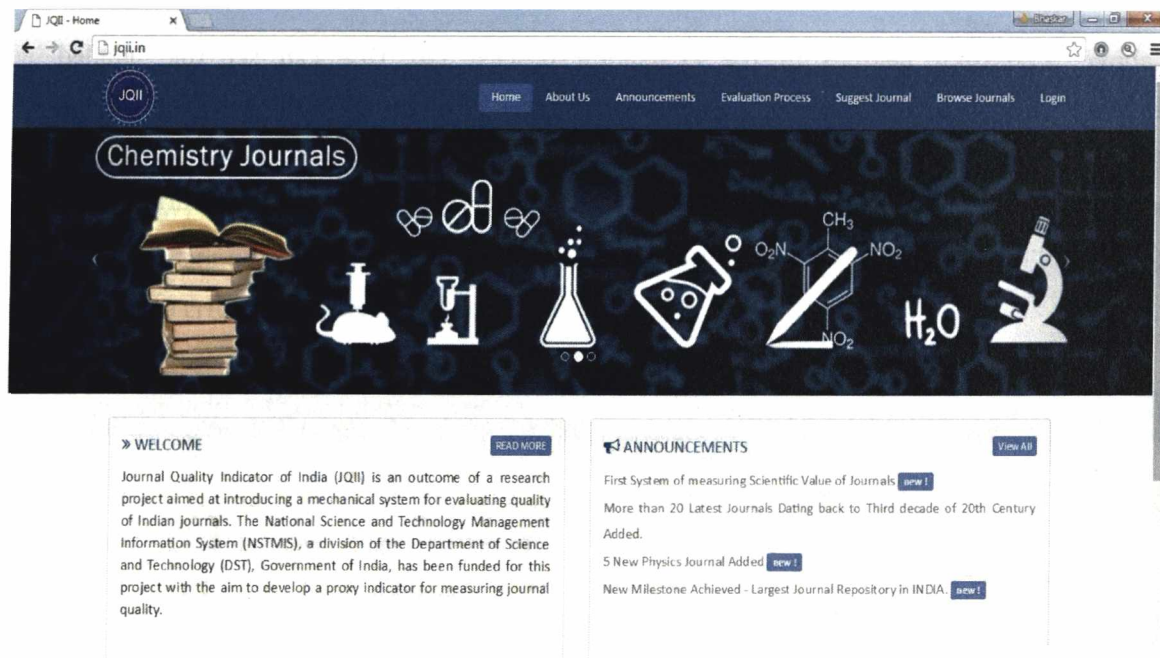 JQII - Home
Bhaskar
jqii.in
JQII
Home About Us Announcements Evaluation Process Suggest Journal Browse Journals Login
Chemistry Journals
CH3
O2N NO2
H2O
NO2
» WELCOME
READ MORE
Journal Quality Indicator of India (JQII) is an outcome of a research
project aimed at introducing a mechanical system for evaluating quality
of Indian journals. The National Science and Technology Management
Information System (NSTMIS), a division of the Department of Science
and Technology (DST), Government of India, has been funded for this
project with the aim to develop a proxy indicator for measuring journal
quality.
ANNOUNCEMENTS
View All
First System of measuring Scientific Value of Journals new !
More than 20 Latest Journals Dating back to Third decade of 20th Century
Added.
5 New Physics Journal Added new !
New Milestone Achieved - Largest Journal Repository in INDIA. new !